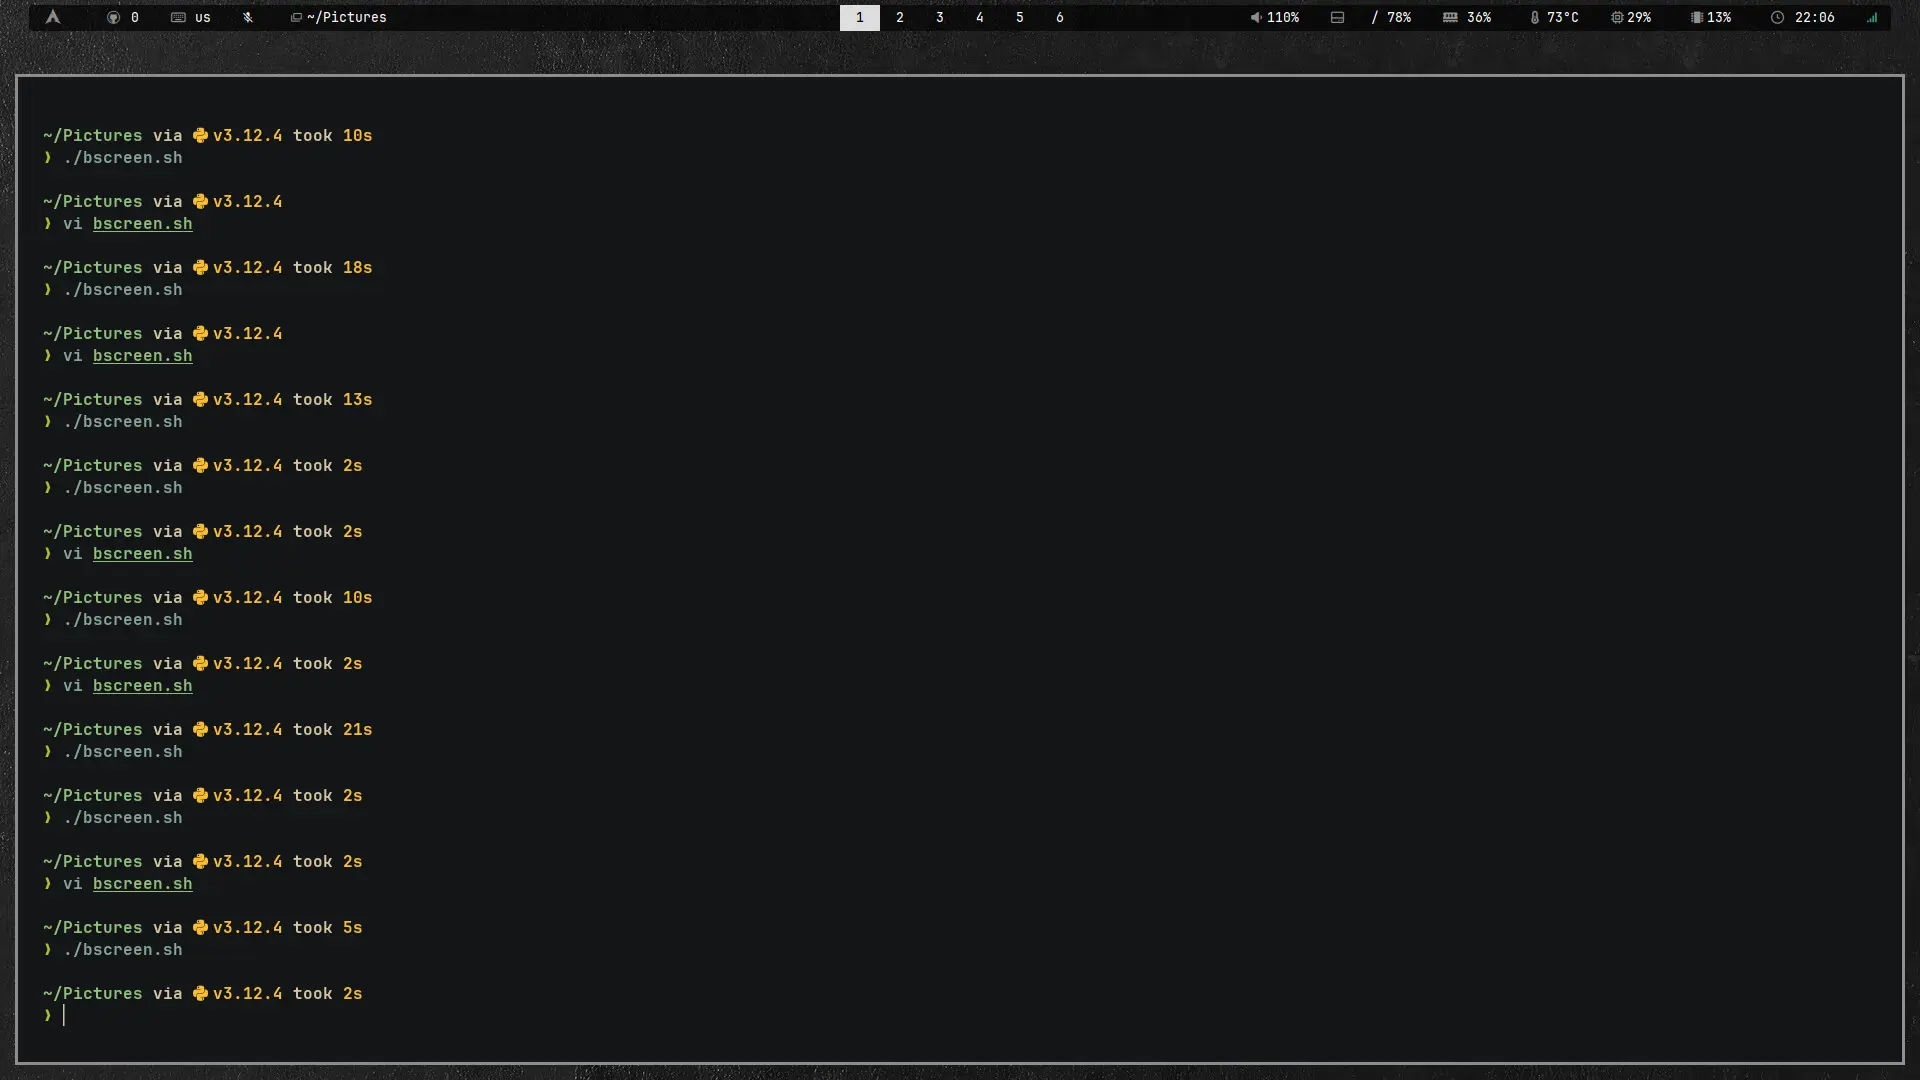 0 us ~/Pictures 1 2 3 4 5 6 110% / 78% 36% 73°C 29% 13% 22:06
~/Pictures via v3.12.4 took 10s
❯ ./bscreen.sh
~/Pictures via v3.12.4
❯ vi bscreen.sh
~/Pictures via v3.12.4 took 18s
❯ ./bscreen.sh
~/Pictures via v3.12.4
❯ vi bscreen.sh
~/Pictures via v3.12.4 took 13s
❯ ./bscreen.sh
~/Pictures via v3.12.4 took 2s
❯ ./bscreen.sh
~/Pictures via v3.12.4 took 2s
❯ vi bscreen.sh
~/Pictures via v3.12.4 took 10s
❯ ./bscreen.sh
~/Pictures via v3.12.4 took 2s
❯ vi bscreen.sh
~/Pictures via v3.12.4 took 21s
❯ ./bscreen.sh
~/Pictures via v3.12.4 took 2s
❯ ./bscreen.sh
~/Pictures via v3.12.4 took 2s
❯ vi bscreen.sh
~/Pictures via v3.12.4 took 5s
❯ ./bscreen.sh
~/Pictures via v3.12.4 took 2s
❯